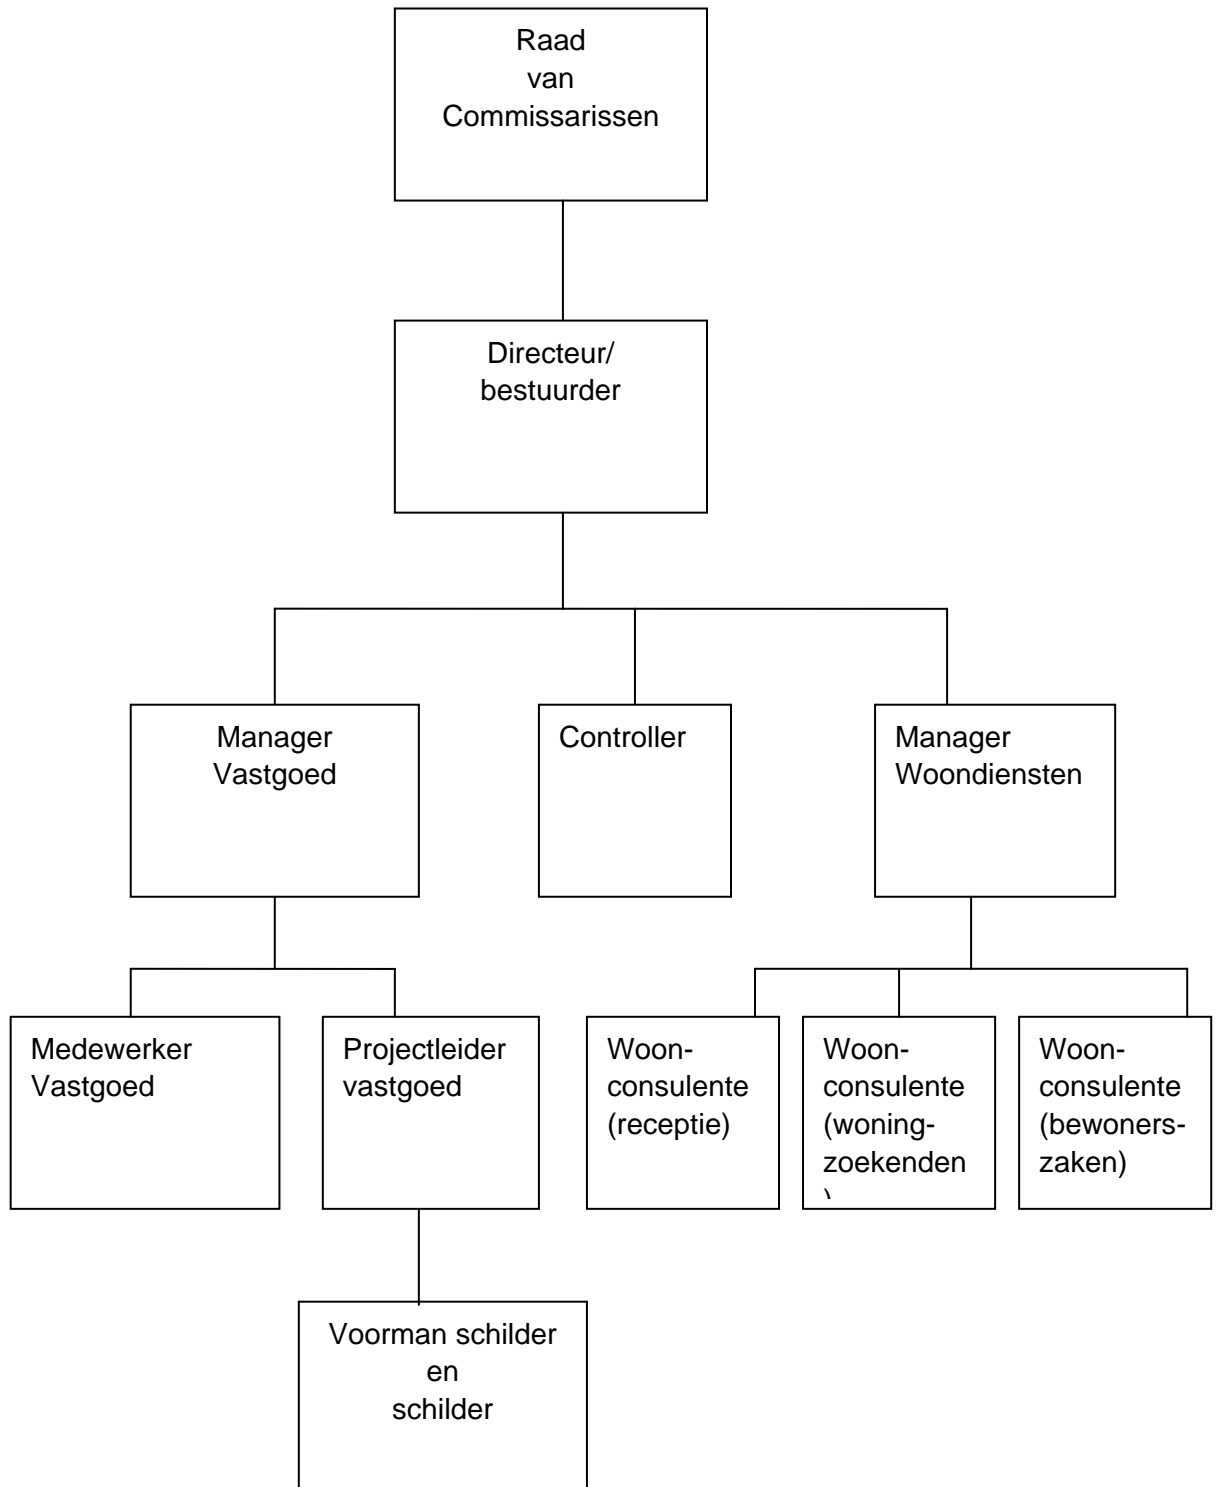 Raad
van
Commissarissen
Directeur/
bestuurder
Manager
Vastgoed
Controller
Manager
Woondiensten
Medewerker
Vastgoed
Projectleider
vastgoed
Woon-
consulente
(receptie)
Woon-
consulente
(woning-
zoekenden
)
Woon-
consulente
(bewoners-
zaken)
Voorman schilder
en
schilder